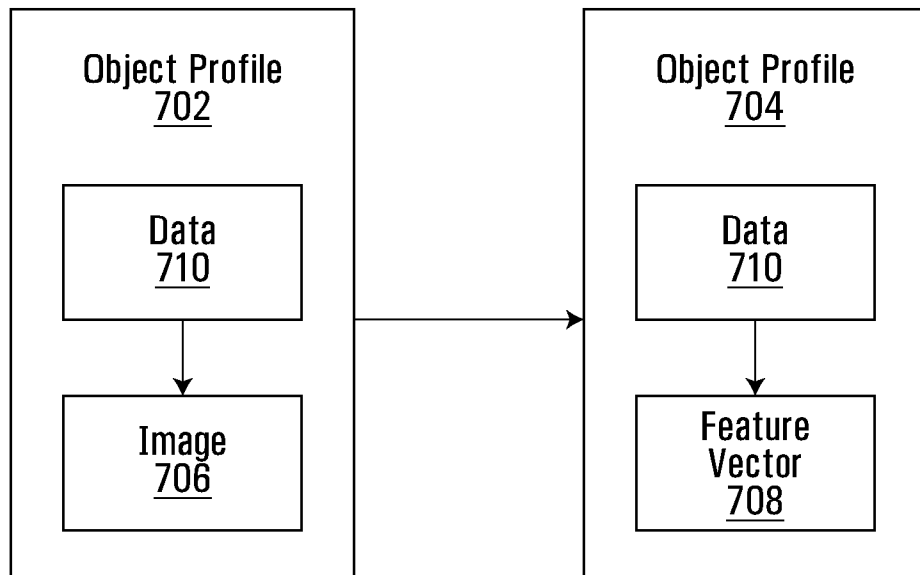 Object Profile
702
Data
710
Image
706
Object Profile
704
Data
710
Feature
Vector
708